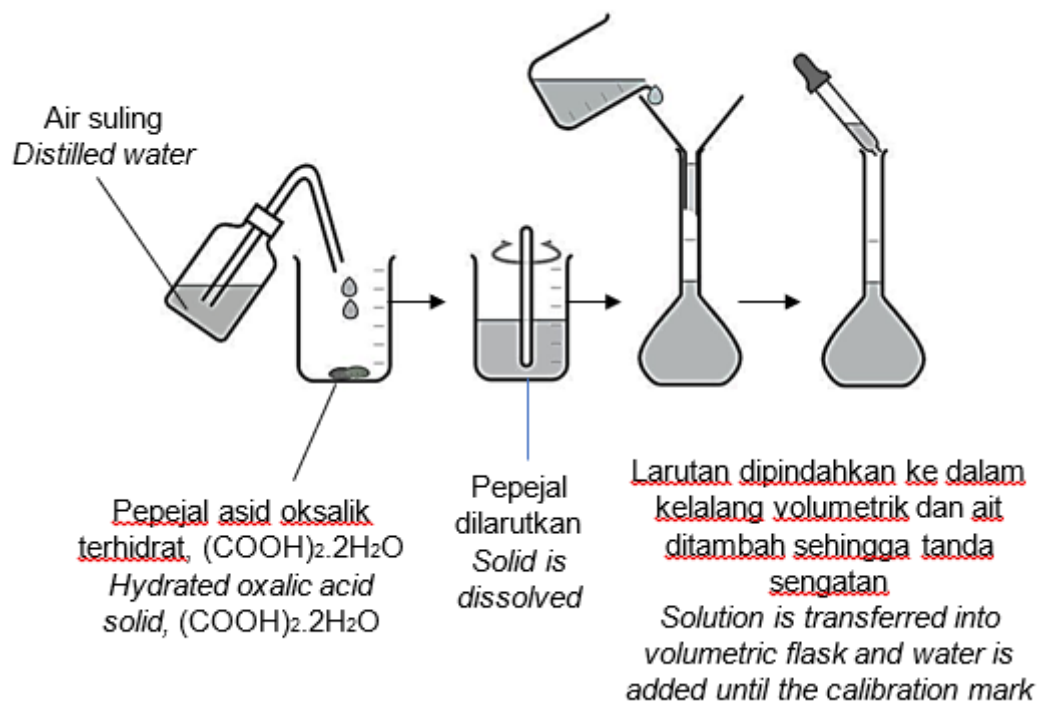 Air suling
Distilled water
Pepejal asid oksalik
terhidrat, (COOH)₂.2H₂O
Hydrated oxalic acid
solid, (COOH)₂.2H₂O
Pepejal
dilarutkan
Solid is
dissolved
Larutan dipindahkan ke dalam
kelalang volumetrik dan ait
ditambah sehingga tanda
sengatan
Solution is transferred into
volumetric flask and water is
added until the calibration mark